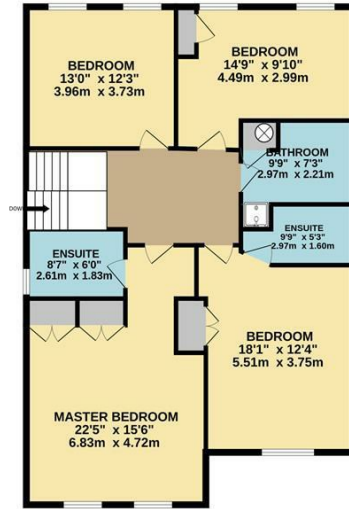 BEDROOM
13'0" x 12'3"
3.96m x 3.73m
BEDROOM
14'9" x 9'10"
4.49m x 2.99m
BATHROOM
9'9" x 7'3"
2.97m x 2.21m
DOWN
ENSUITE
8'7" x 6'0"
2.61m x 1.83m
ENSUITE
9'9" x 5'3"
2.97m x 1.60m
BEDROOM
18'1" x 12'4"
5.51m x 3.75m
MASTER BEDROOM
22'5" x 15'6"
6.83m x 4.72m